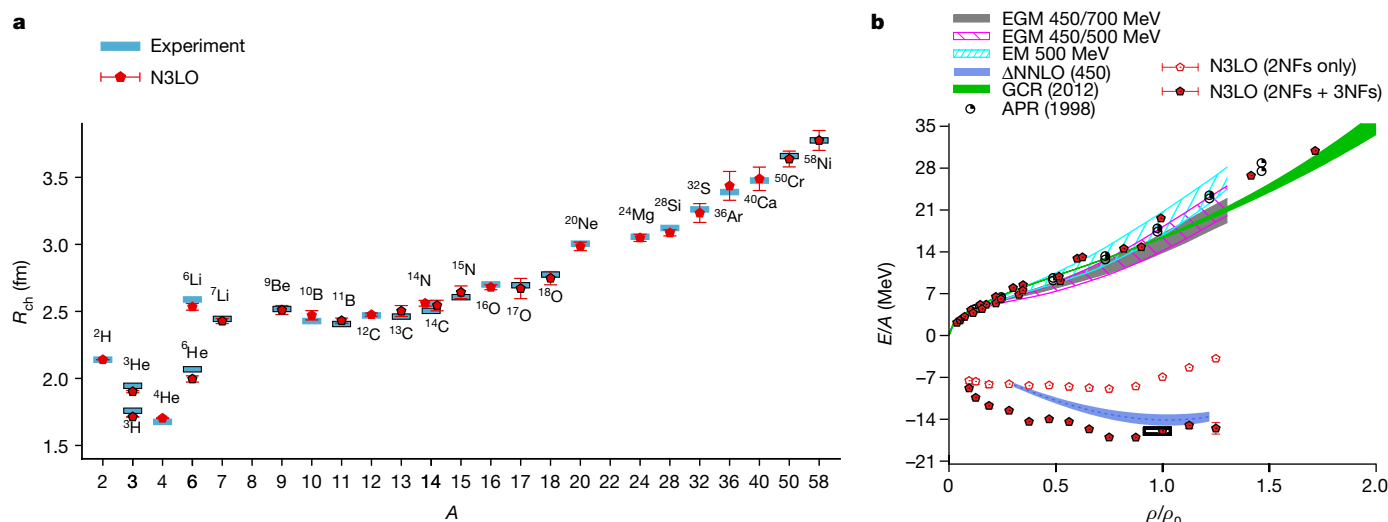 a
Experiment
N3LO
R_ch (fm)
3.5
3.0
2.5
2.0
1.5
²H
³He
³H
⁴He
⁶Li
⁷Li
⁶He
⁹Be
¹⁰B
¹¹B
¹²C
¹³C
¹⁴N
¹⁴C
¹⁵N
¹⁶O
¹⁷O
¹⁸O
²⁰Ne
²⁴Mg
²⁸Si
³²S
³⁶Ar
⁴⁰Ca
⁵⁰Cr
⁵⁸Ni
2 3 4 6 8 9 10 11 12 13 14 15 16 17 18 20 24 28 32 36 40 50 58
A
b
EGM 450/700 MeV
EGM 450/500 MeV
EM 500 MeV
ΔNNLO (450)
GCR (2012)
APR (1998)
N3LO (2NFs only)
N3LO (2NFs + 3NFs)
E/A (MeV)
35
28
21
14
7
0
−7
−14
−21
0 0.5 1.0 1.5 2.0
ρ/ρ₀